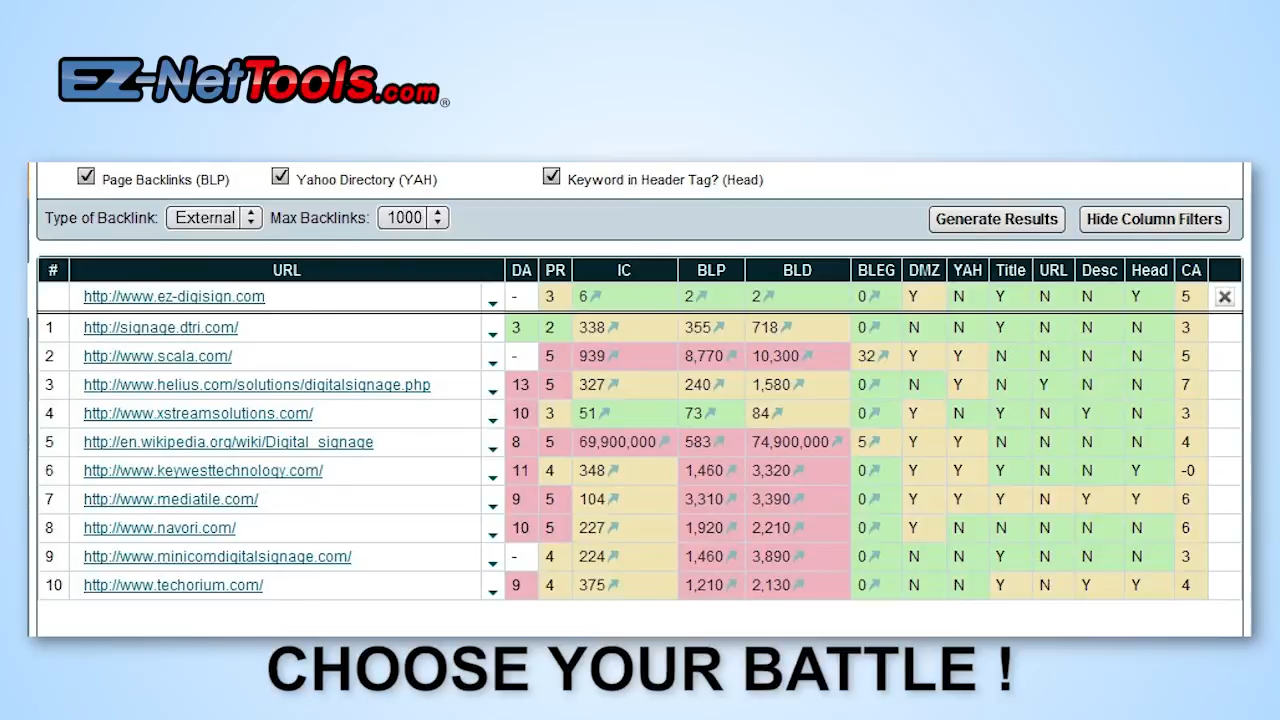 EZ-NetTools.com®
Page Backlinks (BLP) Yahoo Directory (YAH) Keyword in Header Tag? (Head)
Type of Backlink: External Max Backlinks: 1000 Generate Results Hide Column Filters
# URL DA PR IC BLP BLD BLEG DMZ YAH Title URL Desc Head CA
http://www.ez-digisign.com - 3 6 2 2 0 Y N Y N N Y 5
1 http://signage.dtri.com/ 3 2 338 355 718 0 N N Y N N N 3
2 http://www.scala.com/ - 5 939 8,770 10,300 32 Y Y N N N N 5
3 http://www.helius.com/solutions/digitalsignage.php 13 5 327 240 1,580 0 N Y N Y N N 7
4 http://www.xstreamsolutions.com/ 10 3 51 73 84 0 Y N Y N Y N 3
5 http://en.wikipedia.org/wiki/Digital_signage 8 5 69,900,000 583 74,900,000 5 Y Y N N N N 4
6 http://www.keywesttechnology.com/ 11 4 348 1,460 3,320 0 Y Y Y N N Y -0
7 http://www.mediatile.com/ 9 5 104 3,310 3,390 0 Y Y Y N Y Y 6
8 http://www.navori.com/ 10 5 227 1,920 2,210 0 Y N N N N N 6
9 http://www.minicomdigitalsignage.com/ - 4 224 1,460 3,890 0 N N Y N N N 3
10 http://www.techorium.com/ 9 4 375 1,210 2,130 0 N N Y N Y Y 4
CHOOSE YOUR BATTLE !